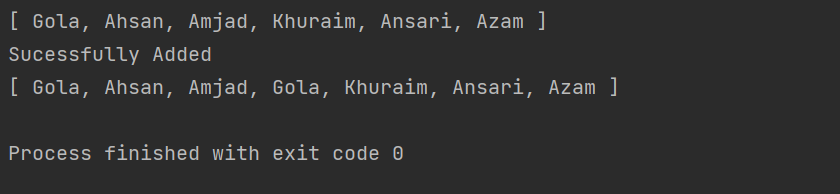 [ Gola, Ahsan, Amjad, Khuraim, Ansari, Azam ]
Sucessfully Added
[ Gola, Ahsan, Amjad, Gola, Khuraim, Ansari, Azam ]
Process finished with exit code 0